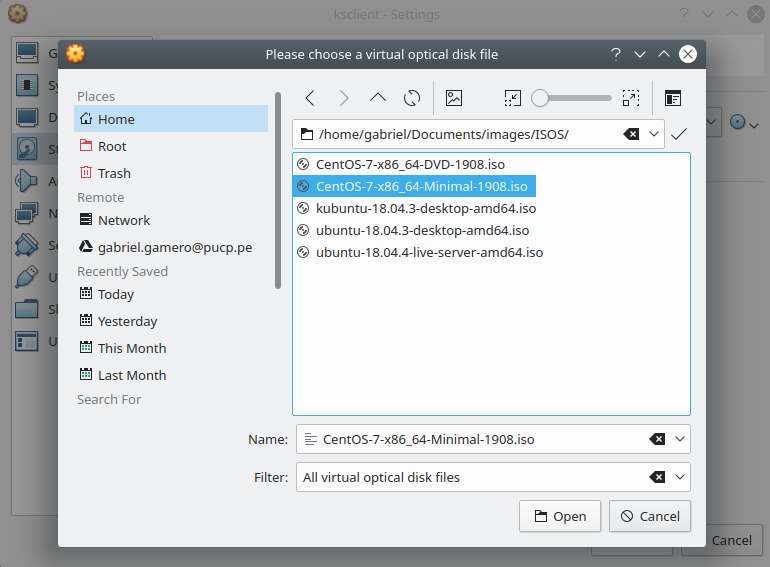 ksclient - Settings
Please choose a virtual optical disk file
Places
Home
Root
Trash
Remote
Network
gabriel.gamero@pucp.pe
Recently Saved
Today
Yesterday
This Month
Last Month
Search For
/home/gabriel/Documents/images/ISOS/
CentOS-7-x86_64-DVD-1908.iso
CentOS-7-x86_64-Minimal-1908.iso
kubuntu-18.04.3-desktop-amd64.iso
ubuntu-18.04.3-desktop-amd64.iso
ubuntu-18.04.4-live-server-amd64.iso
Name: CentOS-7-x86_64-Minimal-1908.iso
Filter: All virtual optical disk files
Open Cancel
Cancel